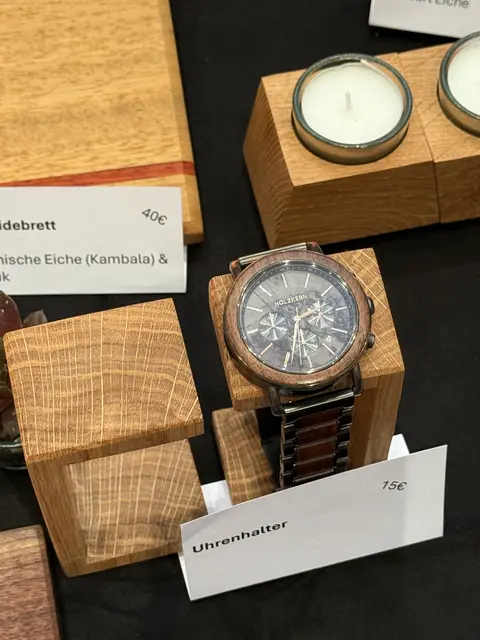 idebrett
40€
nische Eiche (Kambala) &
HOLZKERN
Uhrenhalter
15€